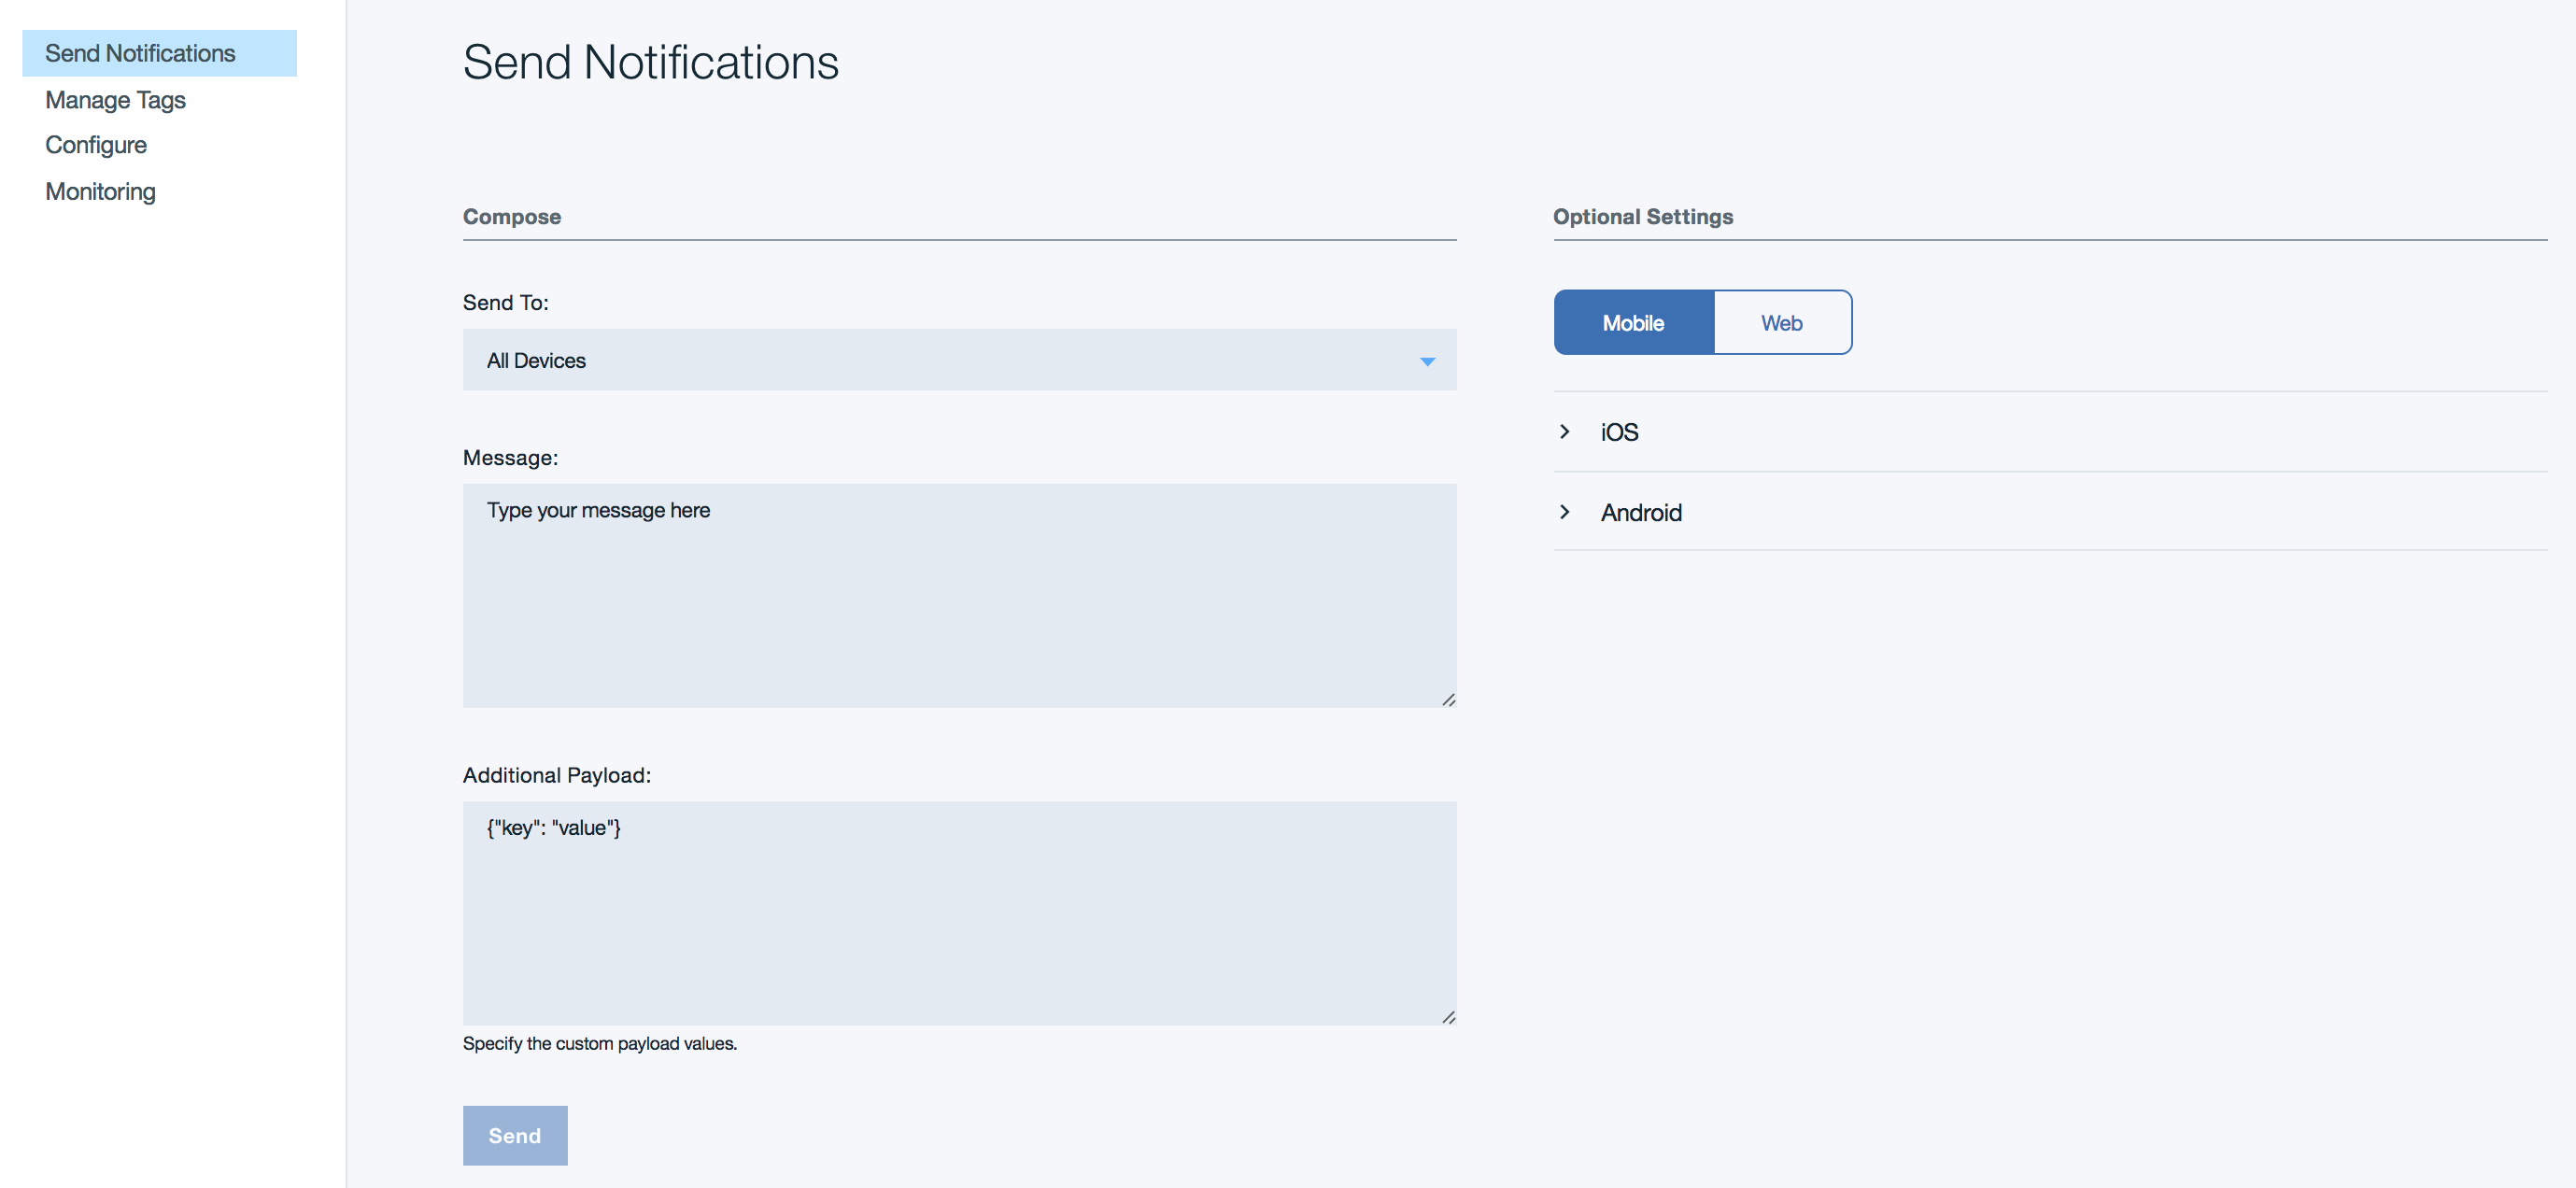 Send Notifications
Manage Tags
Configure
Monitoring
Send Notifications
Compose
Send To:
All Devices
Message:
Type your message here
Additional Payload:
{"key": "value"}
Specify the custom payload values.
Send
Optional Settings
Mobile
Web
iOS
Android